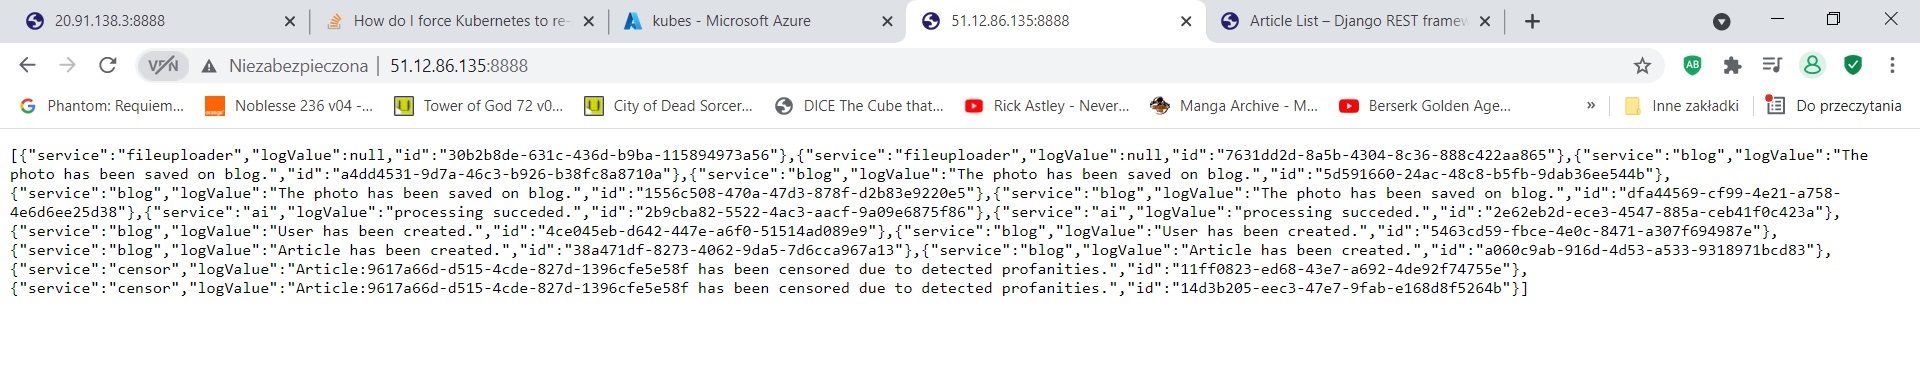 20.91.138.3:8888
How do I force Kubernetes to re-
kubes - Microsoft Azure
51.12.86.135:8888
Article List – Django REST framew
VPN
Niezabezpieczona | 51.12.86.135:8888
AB
Phantom: Requiem...
Noblesse 236 v04 -...
Tower of God 72 v0...
City of Dead Sorcer...
DICE The Cube that...
Rick Astley - Never...
Manga Archive - M...
Berserk Golden Age...
»
Inne zakładki
Do przeczytania
[{"service":"fileuploader","logValue":null,"id":"30b2b8de-631c-436d-b9ba-115894973a56"},{"service":"fileuploader","logValue":null,"id":"7631dd2d-8a5b-4304-8c36-888c422aa865"},{"service":"blog","logValue":"The
photo has been saved on blog.","id":"a4dd4531-9d7a-46c3-b926-b38fc8a8710a"},{"service":"blog","logValue":"The photo has been saved on blog.","id":"5d591660-24ac-48c8-b5fb-9dab36ee544b"},
{"service":"blog","logValue":"The photo has been saved on blog.","id":"1556c508-470a-47d3-878f-d2b83e9220e5"},{"service":"blog","logValue":"The photo has been saved on blog.","id":"dfa44569-cf99-4e21-a758-
4e6d6ee25d38"},{"service":"ai","logValue":"processing succeded.","id":"2b9cba82-5522-4ac3-aacf-9a09e6875f86"},{"service":"ai","logValue":"processing succeded.","id":"2e62eb2d-ece3-4547-885a-ceb41f0c423a"},
{"service":"blog","logValue":"User has been created.","id":"4ce045eb-d642-447e-a6f0-51514ad089e9"},{"service":"blog","logValue":"User has been created.","id":"5463cd59-fbce-4e0c-8471-a307f694987e"},
{"service":"blog","logValue":"Article has been created.","id":"38a471df-8273-4062-9da5-7d6cca967a13"},{"service":"blog","logValue":"Article has been created.","id":"a060c9ab-916d-4d53-a533-9318971bcd83"},
{"service":"censor","logValue":"Article:9617a66d-d515-4cde-827d-1396cfe5e58f has been censored due to detected profanities.","id":"11ff0823-ed68-43e7-a692-4de92f74755e"},
{"service":"censor","logValue":"Article:9617a66d-d515-4cde-827d-1396cfe5e58f has been censored due to detected profanities.","id":"14d3b205-eec3-47e7-9fab-e168d8f5264b"}]